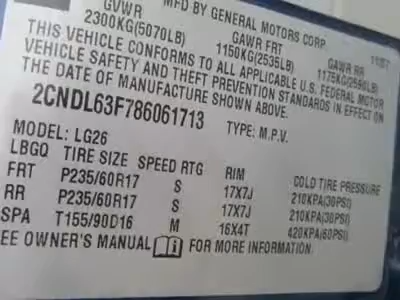 MFD BY GENERAL MOTORS CORP
GVWR GAWR FRT GAWR RR
2300KG(5070LB) 1150KG(2535LB) 1175KG(2590LB)
THIS VEHICLE CONFORMS TO ALL APPLICABLE U.S. FEDERAL MOTOR
VEHICLE SAFETY AND THEFT PREVENTION STANDARDS IN EFFECT ON
THE DATE OF MANUFACTURE SHOWN ABOVE.
2CNDL63F786061713 TYPE: M.P.V.
MODEL: LG26
LBGQ TIRE SIZE SPEED RTG RIM COLD TIRE PRESSURE
FRT P235/60R17 S 17X7J 210KPA(30PSI)
RR P235/60R17 S 17X7J 210KPA(30PSI)
SPA T155/90D16 M 16X4T 420KPA(60PSI)
EE OWNER'S MANUAL FOR MORE INFORMATION